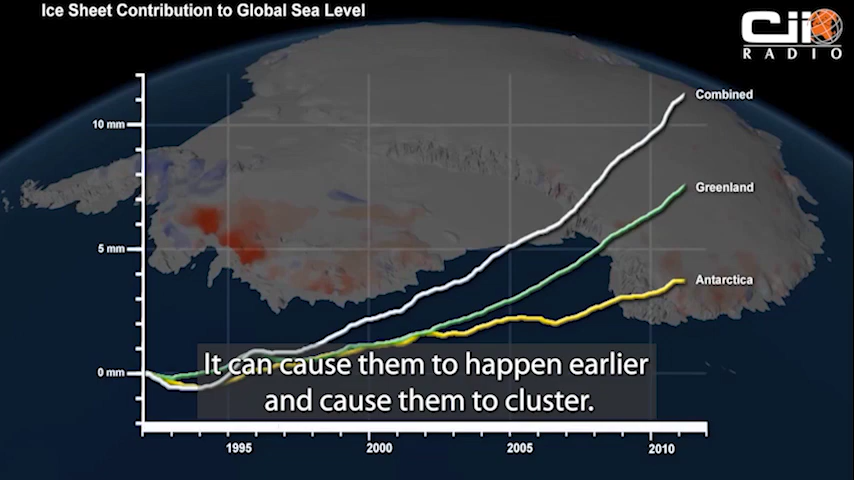 Ice Sheet Contribution to Global Sea Level
Cii
RADIO
Combined
10 mm
Greenland
5 mm
Antarctica
0 mm
It can cause them to happen earlier
and cause them to cluster.
1995
2000
2005
2010